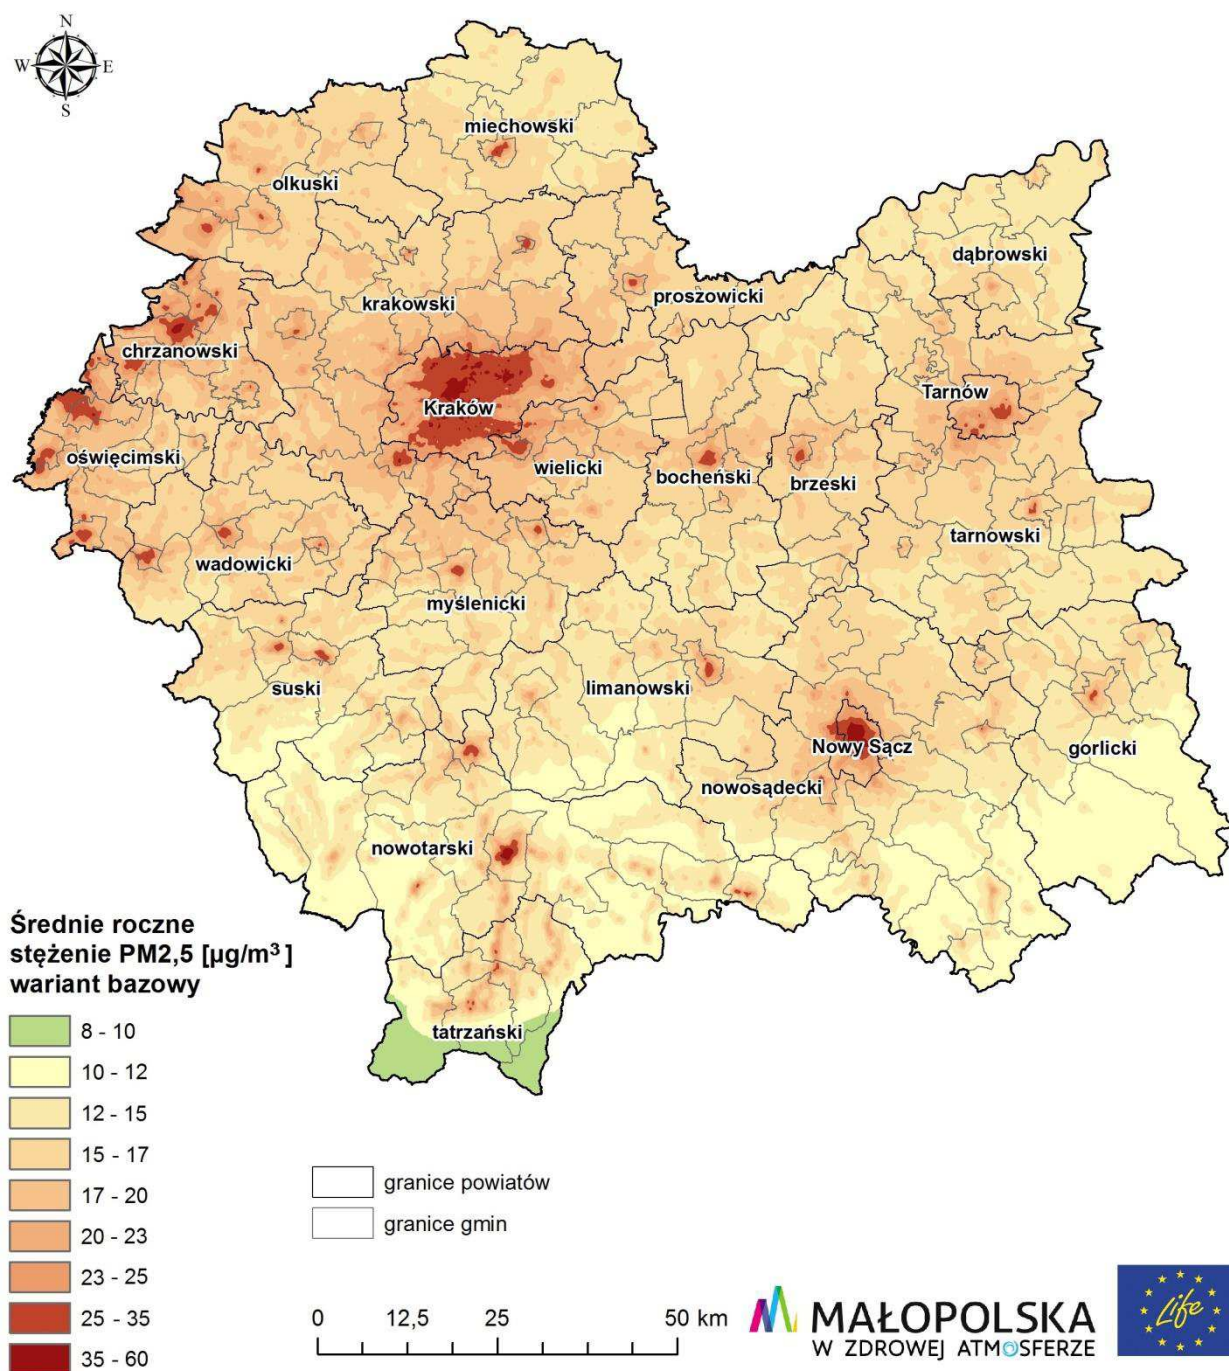 N
W E
S
miechowski
olkuski
dąbrowski
krakowski
proszowicki
chrzanowski
Tarnów
Kraków
oświęcimski
wielicki
bocheński
brzeski
tarnowski
wadowicki
myślenicki
suski
limanowski
Nowy Sącz
gorlicki
nowosądecki
nowotarski
tatrzański
Średnie roczne
stężenie PM2,5 [µg/m³]
wariant bazowy
8 - 10
10 - 12
12 - 15
15 - 17
17 - 20
20 - 23
23 - 25
25 - 35
35 - 60
granice powiatów
granice gmin
0 12,5 25 50 km
MAŁOPOLSKA
W ZDROWEJ ATMOSFERZE
Life